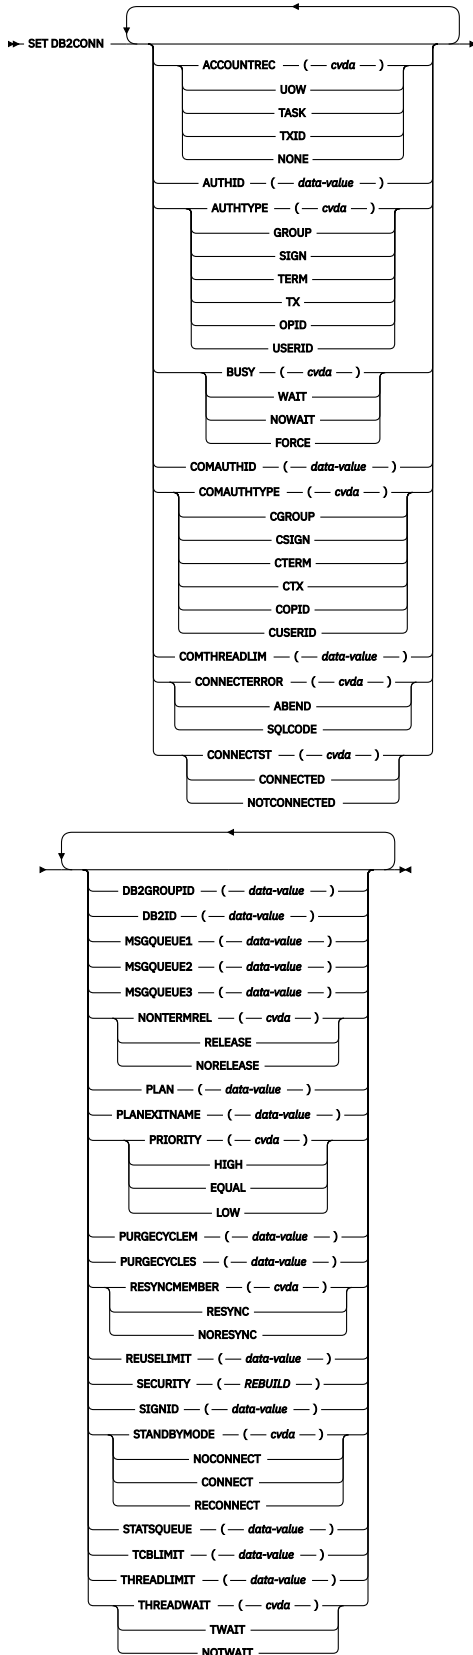 SET DB2CONN
ACCOUNTREC ( cvda )
UOW
TASK
TXID
NONE
AUTHID ( data-value )
AUTHTYPE ( cvda )
GROUP
SIGN
TERM
TX
OPID
USERID
BUSY ( cvda )
WAIT
NOWAIT
FORCE
COMAUTHID ( data-value )
COMAUTHTYPE ( cvda )
CGROUP
CSIGN
CTERM
CTX
COPID
CUSERID
COMTHREADLIM ( data-value )
CONNECTERROR ( cvda )
ABEND
SQLCODE
CONNECTST ( cvda )
CONNECTED
NOTCONNECTED
DB2GROUPID ( data-value )
DB2ID ( data-value )
MSGQUEUE1 ( data-value )
MSGQUEUE2 ( data-value )
MSGQUEUE3 ( data-value )
NONTERMREL ( cvda )
RELEASE
NORELEASE
PLAN ( data-value )
PLANEXITNAME ( data-value )
PRIORITY ( cvda )
HIGH
EQUAL
LOW
PURGECYCLEM ( data-value )
PURGECYCLES ( data-value )
RESYNCMEMBER ( cvda )
RESYNC
NORESYNC
REUSELIMIT ( data-value )
SECURITY ( REBUILD )
SIGNID ( data-value )
STANDBYMODE ( cvda )
NOCONNECT
CONNECT
RECONNECT
STATSQUEUE ( data-value )
TCBLIMIT ( data-value )
THREADLIMIT ( data-value )
THREADWAIT ( cvda )
TWAIT
NOTWAIT